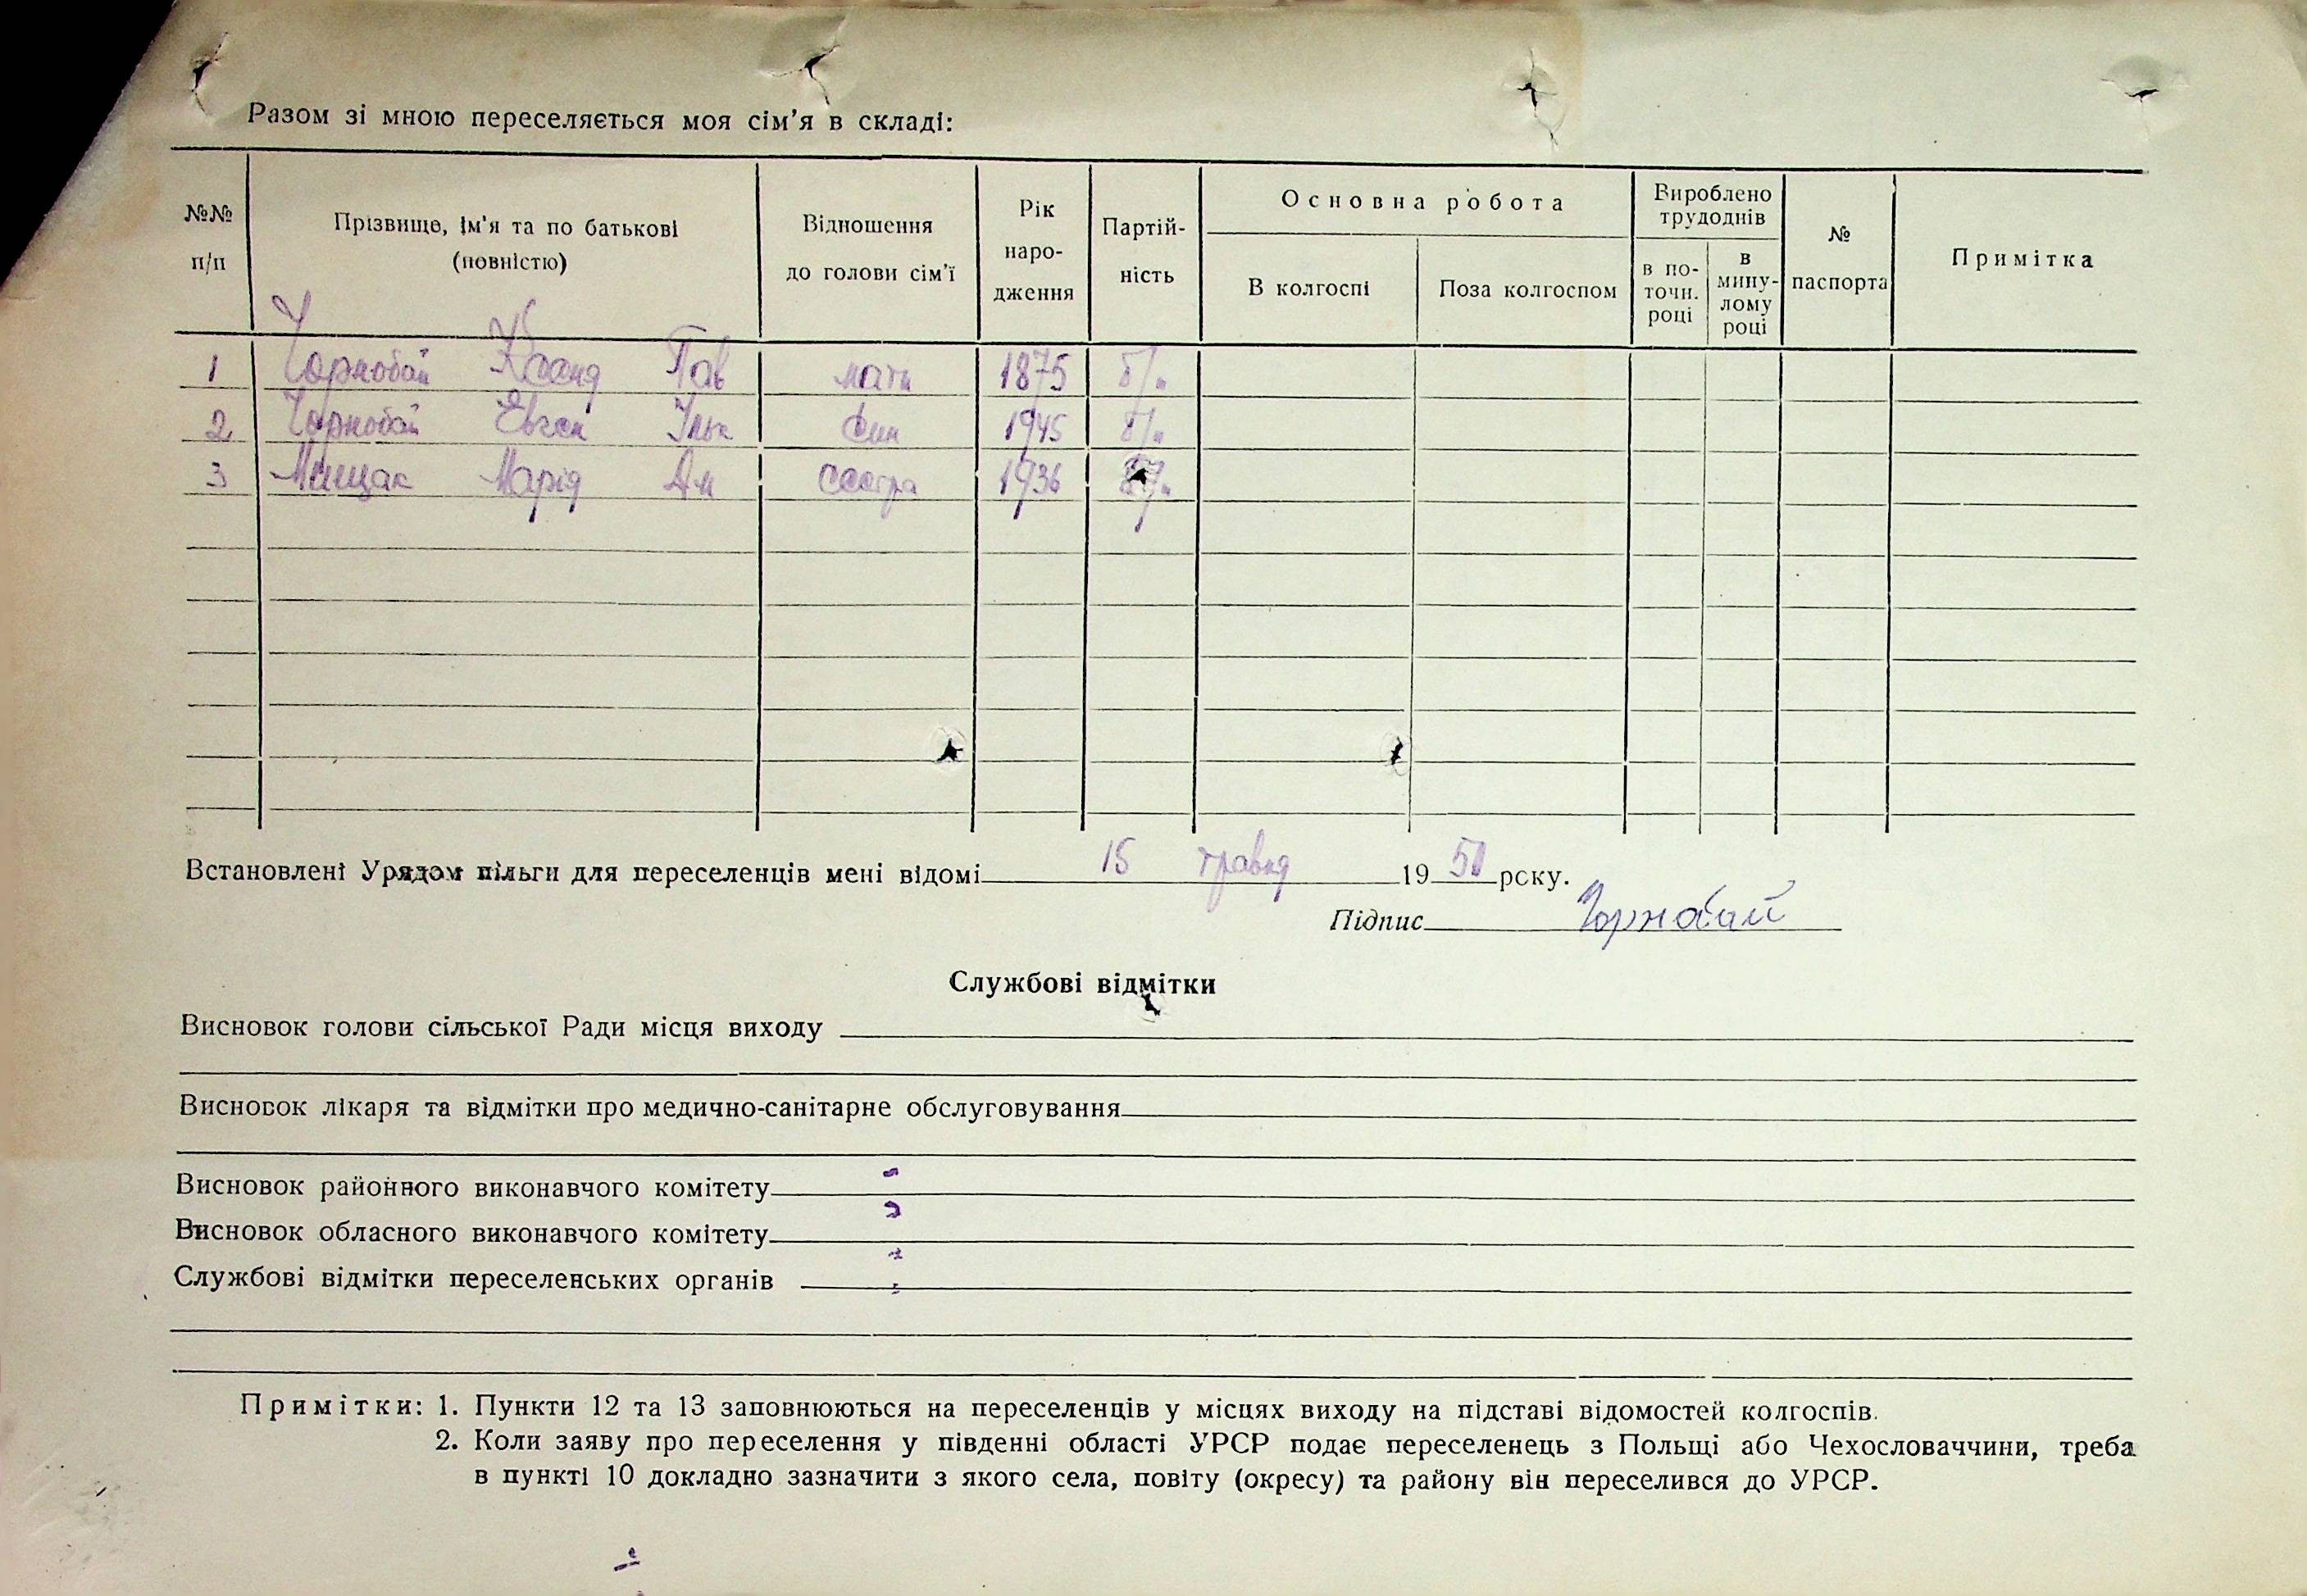 Разом зі мною переселяється моя сім'я в складі:
№№ п/п
Прізвище, ім'я та по батькові (повністю)
Відношення до голови сім'ї
Рік народження
Партійність
Основна робота
В колгоспі
Поза колгоспом
Вироблено трудоднів
в поточн. році
в минулому році
№ паспорта
Примітка
1 Чорнобай Ксенд Пав мати 1875 б/п
2 Чорнобай Евген Ільк син 1945 б/п
3 Мищак Марія Дм сестра 1936 б/п
Встановлені Урядом пільги для переселенців мені відомі 15 травня 1951 року.
Підпис Чорнобай
Службові відмітки
Висновок голови сільської Ради місця виходу
Висновок лікаря та відмітки про медично-санітарне обслуговування
Висновок районного виконавчого комітету
Висновок обласного виконавчого комітету
Службові відмітки переселенських органів
Примітки: 1. Пункти 12 та 13 заповнюються на переселенців у місцях виходу на підставі відомостей колгоспів.
2. Коли заяву про переселення у південні області УРСР подає переселенець з Польщі або Чехословаччини, треба
в пункті 10 докладно зазначити з якого села, повіту (окресу) та району він переселився до УРСР.